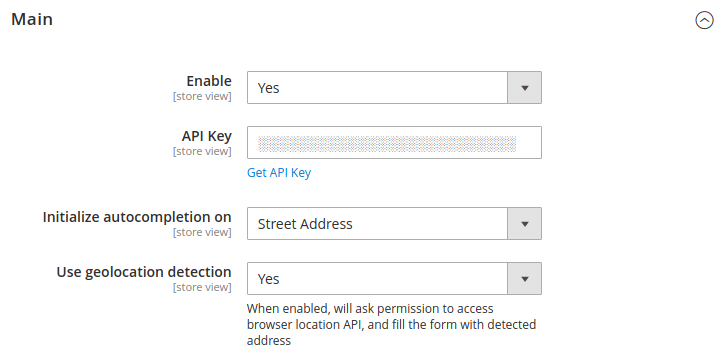 Main
Enable
[store view]
Yes
API Key
[store view]
Get API Key
Initialize autocompletion on
[store view]
Street Address
Use geolocation detection
[store view]
Yes
When enabled, will ask permission to access
browser location API, and fill the form with detected
address